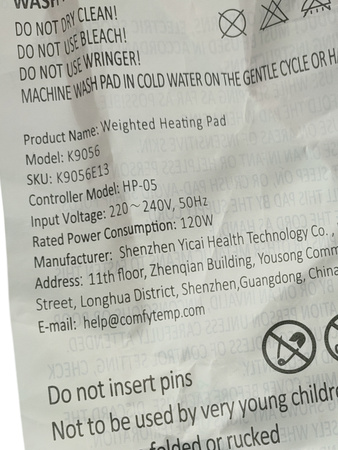 WASH
DO NOT DRY CLEAN!
DO NOT USE BLEACH!
DO NOT USE WRINGER!
MACHINE WASH PAD IN COLD WATER ON THE GENTLE CYCLE OR
Product Name: Weighted Heating Pad
Model: K9056
SKU: K9056E13
Controller Model: HP-05
Input Voltage: 220～240V, 50Hz
Rated Power Consumption: 120W
Manufacturer: Shenzhen Yicai Health Technology Co.,
Address: 11th floor, Zhenqian Building, Yousong
Street, Longhua District, Shenzhen,Guangdong, China
E-mail: help@comfytemp.com
Do not insert pins
Not to be used by very young
folded or rucked